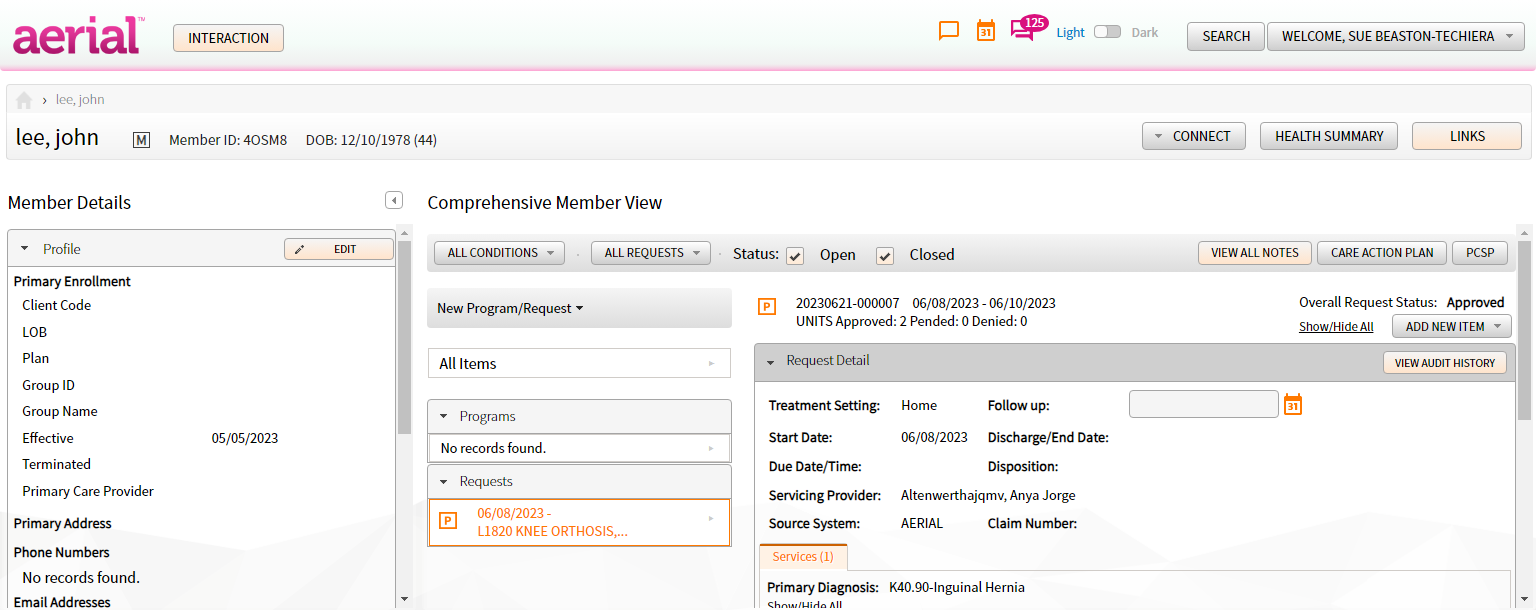 aerial™
INTERACTION
31
125
Light
Dark
SEARCH
WELCOME, SUE BEASTON-TECHIERA
› lee, john
lee, john
M
Member ID: 4OSM8
DOB: 12/10/1978 (44)
CONNECT
HEALTH SUMMARY
LINKS
Member Details
Profile
EDIT
Primary Enrollment
Client Code
LOB
Plan
Group ID
Group Name
Effective 05/05/2023
Terminated
Primary Care Provider
Primary Address
Phone Numbers
No records found.
Email Addresses
Comprehensive Member View
ALL CONDITIONS
ALL REQUESTS
Status:
Open
Closed
VIEW ALL NOTES
CARE ACTION PLAN
PCSP
New Program/Request
All Items
Programs
No records found.
Requests
P
06/08/2023 -
L1820 KNEE ORTHOSIS,...
P
20230621-000007 06/08/2023 - 06/10/2023
UNITS Approved: 2 Pended: 0 Denied: 0
Overall Request Status: Approved
Show/Hide All
ADD NEW ITEM
Request Detail
VIEW AUDIT HISTORY
Treatment Setting: Home Follow up:
31
Start Date: 06/08/2023 Discharge/End Date:
Due Date/Time: Disposition:
Servicing Provider: Altenwerthajqmv, Anya Jorge
Source System: AERIAL Claim Number:
Services (1)
Primary Diagnosis: K40.90-Inguinal Hernia
Show/Hide All